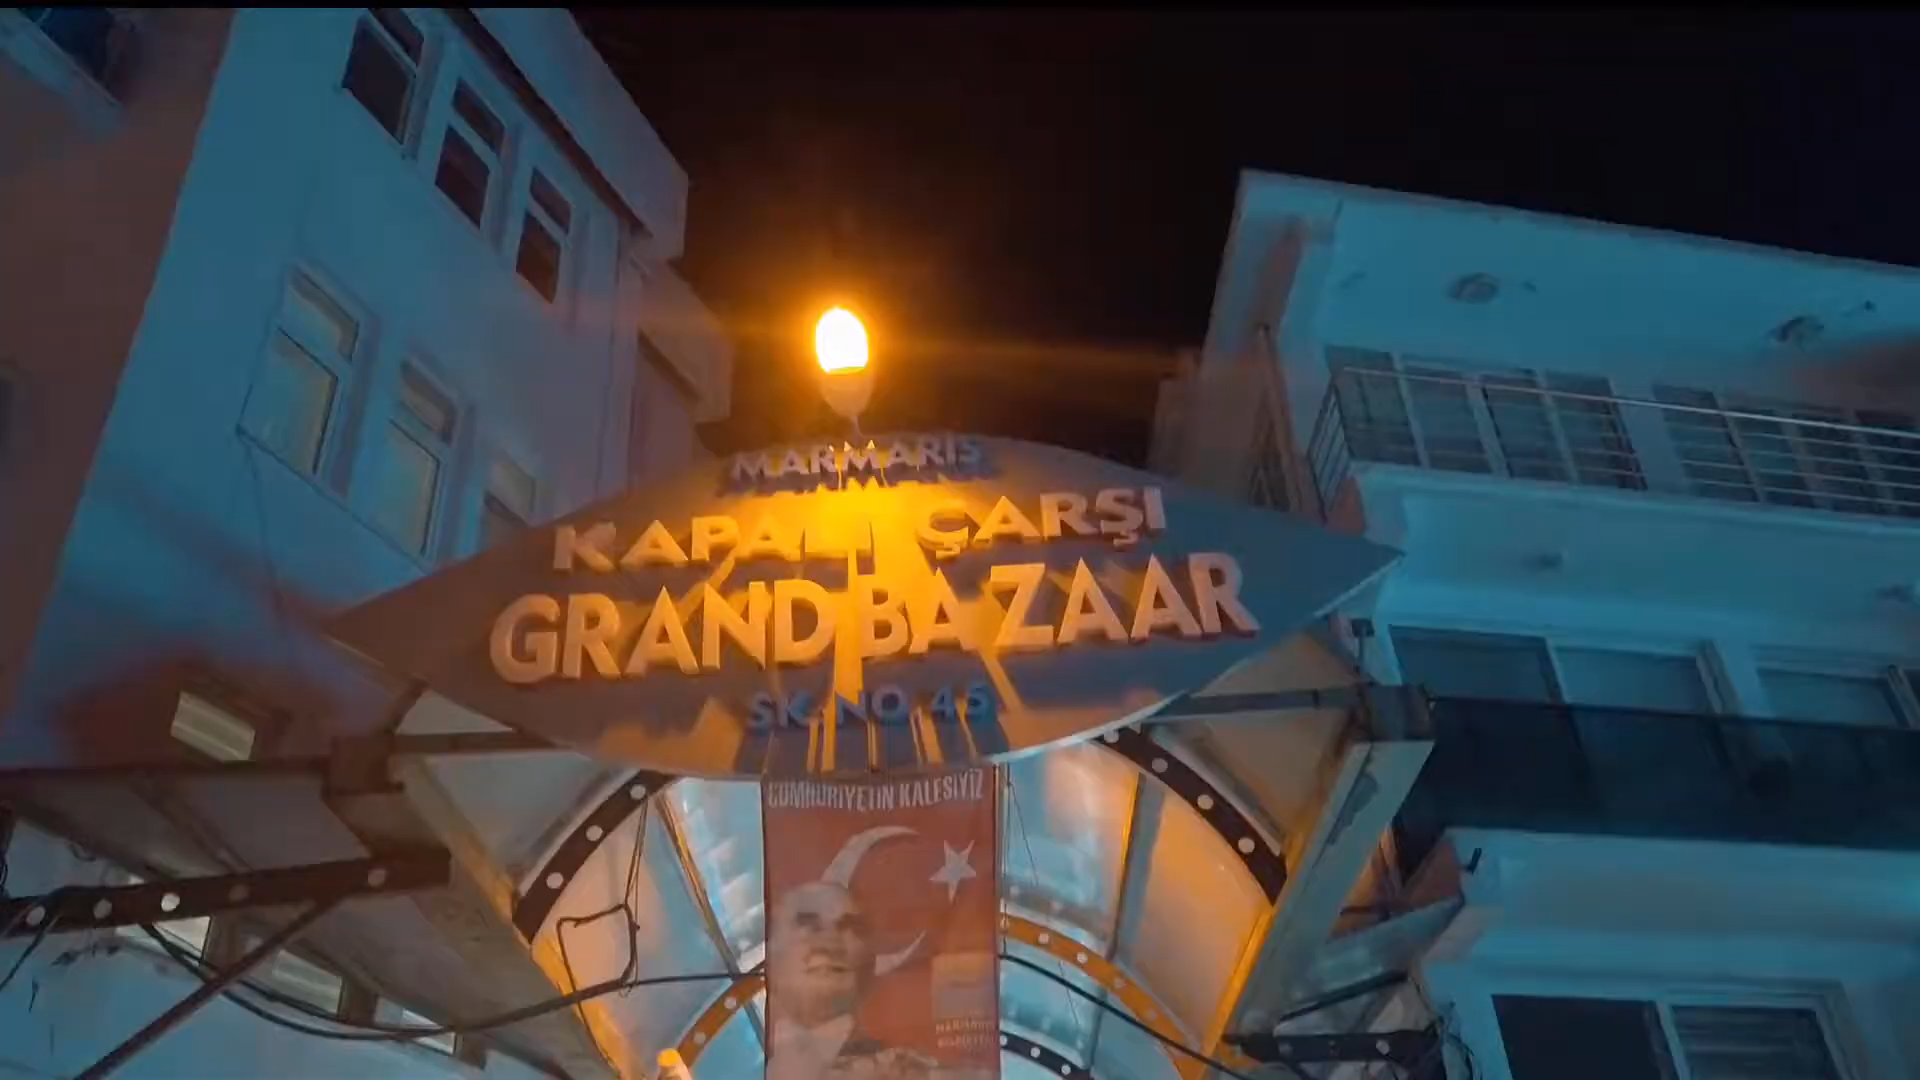 MARMARİS
KAPALI ÇARŞI
GRAND BAZAAR
SK.NO 45
CUMHURİYETİN KALESİYİZ